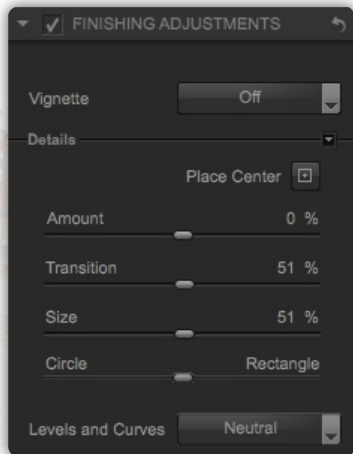 FINISHING ADJUSTMENTS
Vignette Off
Details
Place Center
Amount 0 %
Transition 51 %
Size 51 %
Circle Rectangle
Levels and Curves Neutral